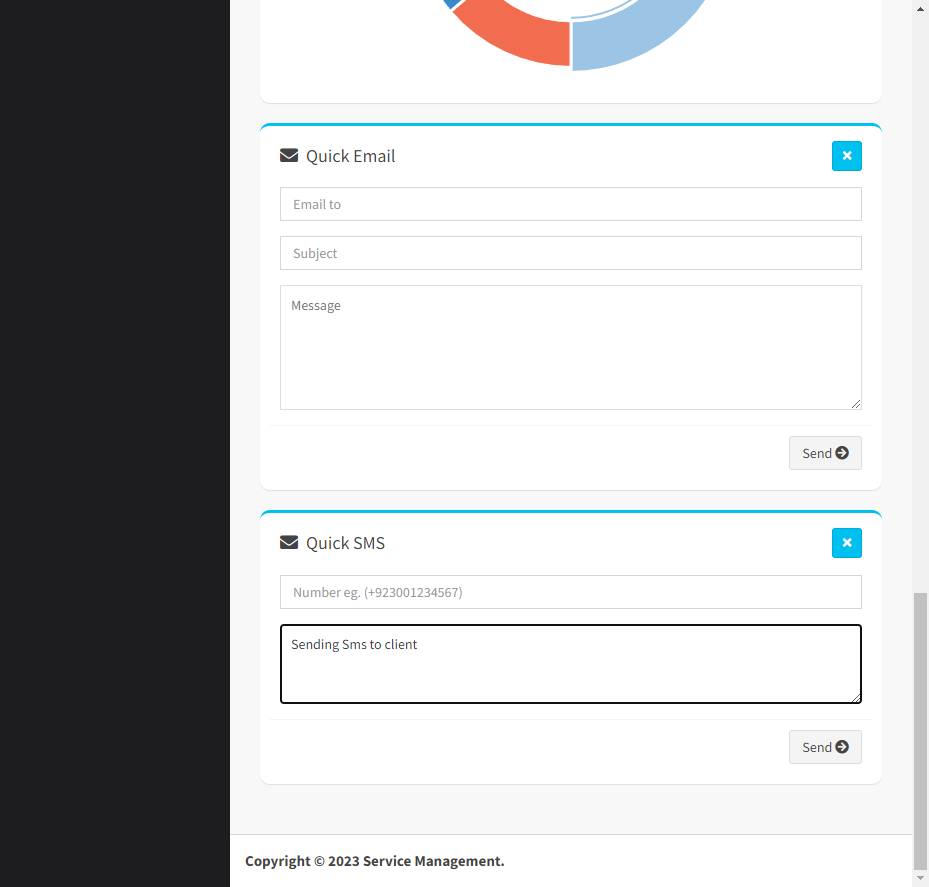 Quick Email
Email to
Subject
Message
Send
Quick SMS
Number eg. (+923001234567)
Sending Sms to client
Send
Copyright © 2023 Service Management.